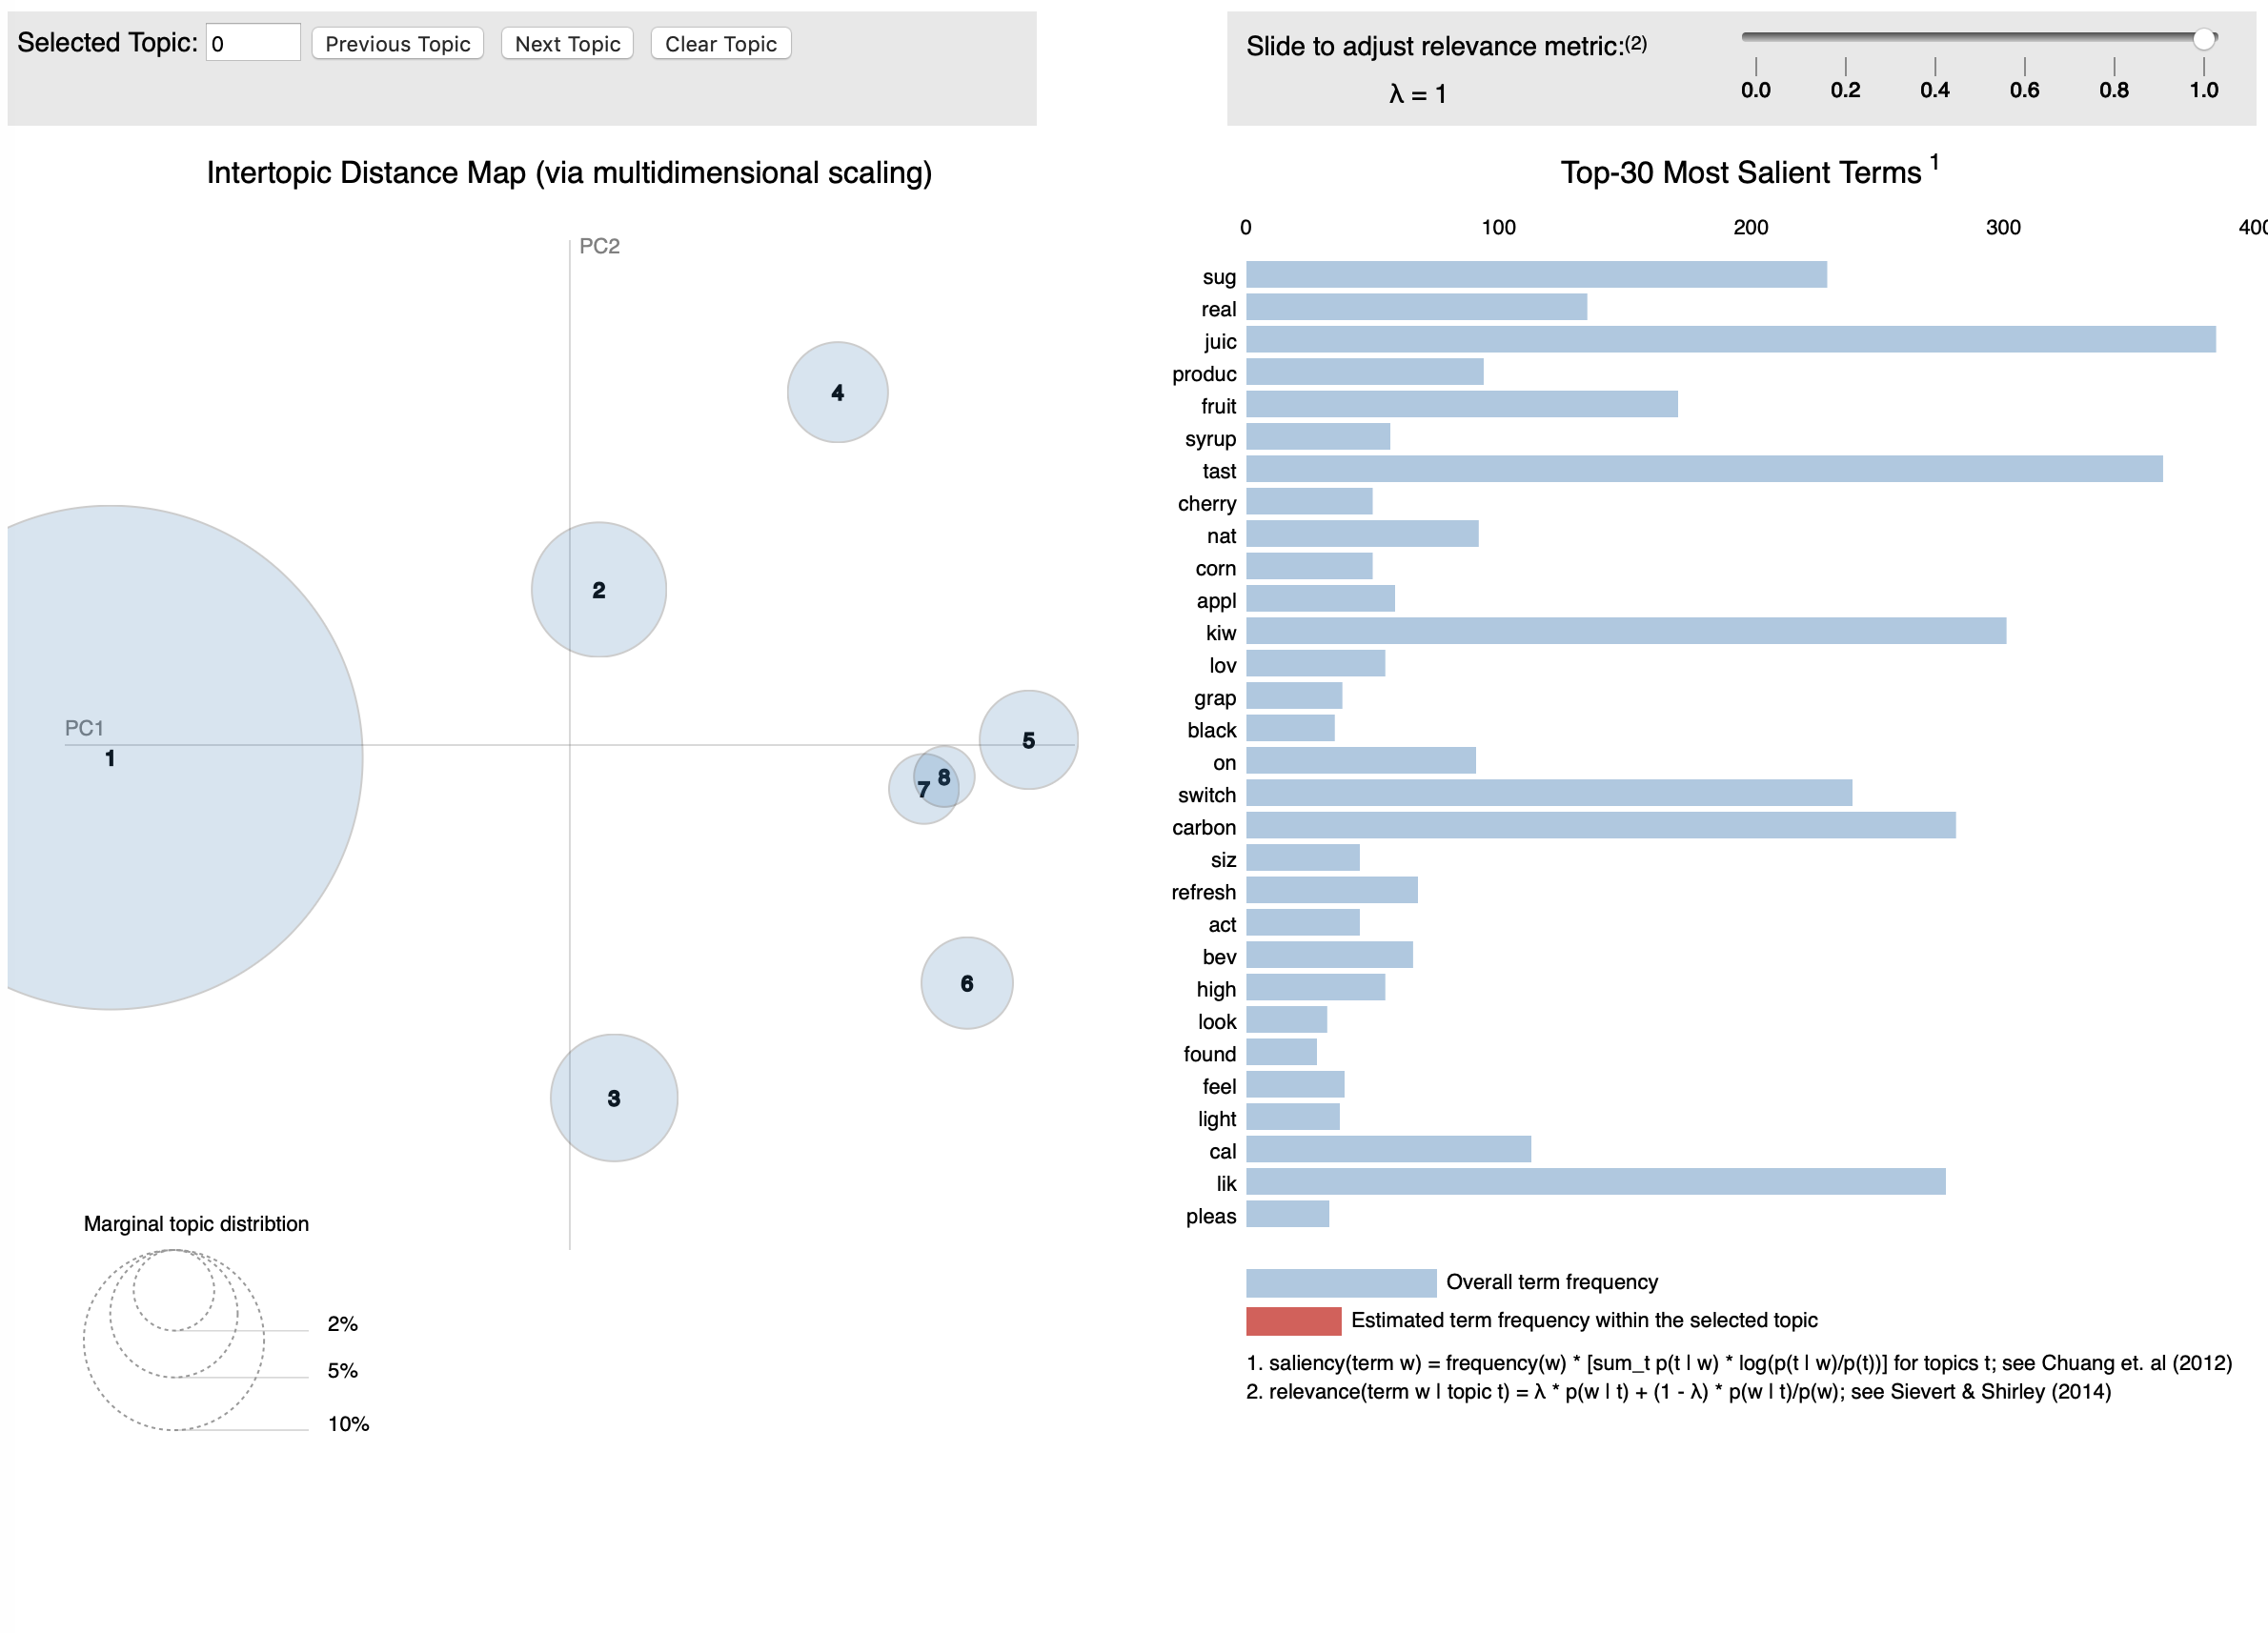 Selected Topic: 0 Previous Topic Next Topic Clear Topic
Slide to adjust relevance metric:(2)
λ = 1
0.0 0.2 0.4 0.6 0.8 1.0
Intertopic Distance Map (via multidimensional scaling)
PC2
4
2
PC1
1
5
8
7
6
3
Marginal topic distribtion
2%
5%
10%
Top-30 Most Salient Terms 1
0 100 200 300
sug
real
juic
produc
fruit
syrup
tast
cherry
nat
corn
appl
kiw
lov
grap
black
on
switch
carbon
siz
refresh
act
bev
high
look
found
feel
light
cal
lik
pleas
Overall term frequency
Estimated term frequency within the selected topic
1. saliency(term w) = frequency(w) * [sum_t p(t | w) * log(p(t | w)/p(t))] for topics t; see Chuang et. al (2012)
2. relevance(term w | topic t) = λ * p(w | t) + (1 - λ) * p(w | t)/p(w); see Sievert & Shirley (2014)